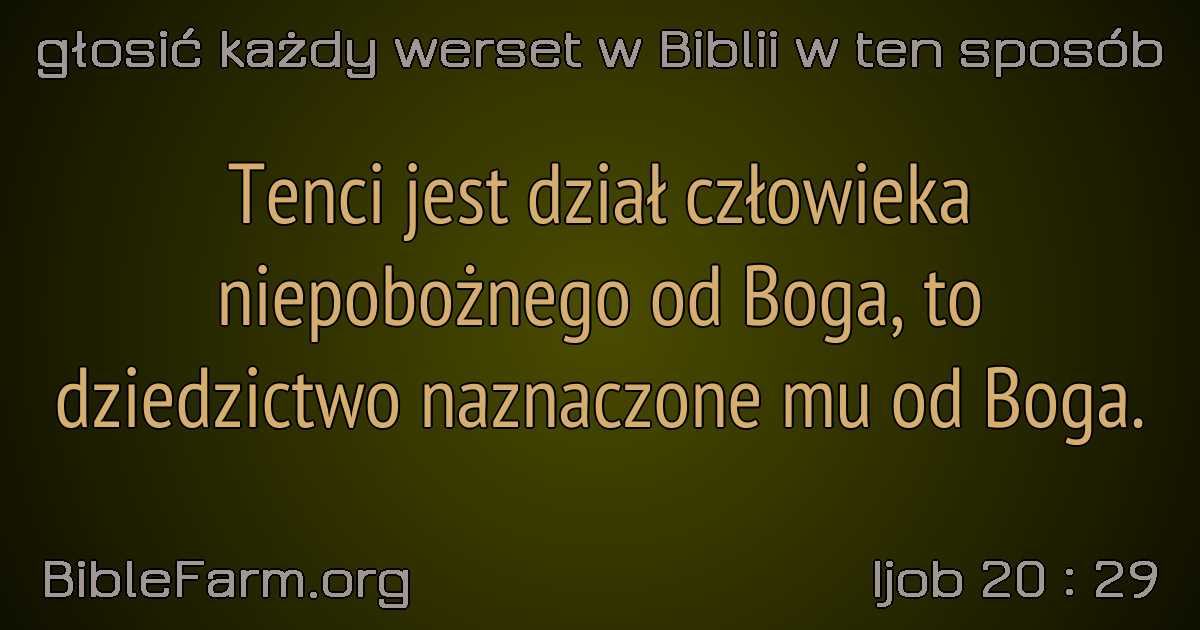 głosić każdy werset w Biblii w ten sposób
Tenci jest dział człowieka
niepobożnego od Boga, to
dziedzictwo naznaczone mu od Boga.
BibleFarm.org
Ijob 20 : 29